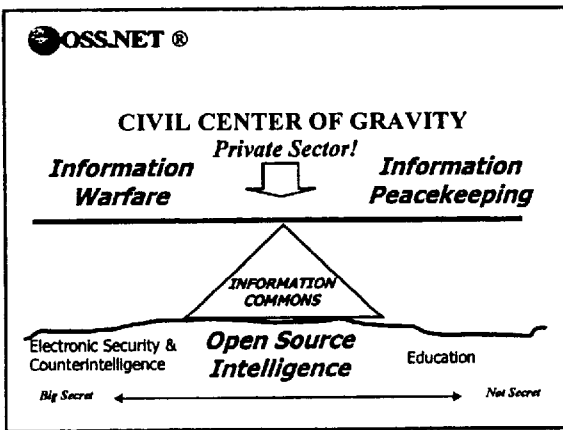 OSS.NET ®
CIVIL CENTER OF GRAVITY
Private Sector!
Information
Warfare
Information
Peacekeeping
INFORMATION
COMMONS
Electronic Security &
Counterintelligence
Open Source
Intelligence
Education
Big Secret
Not Secret